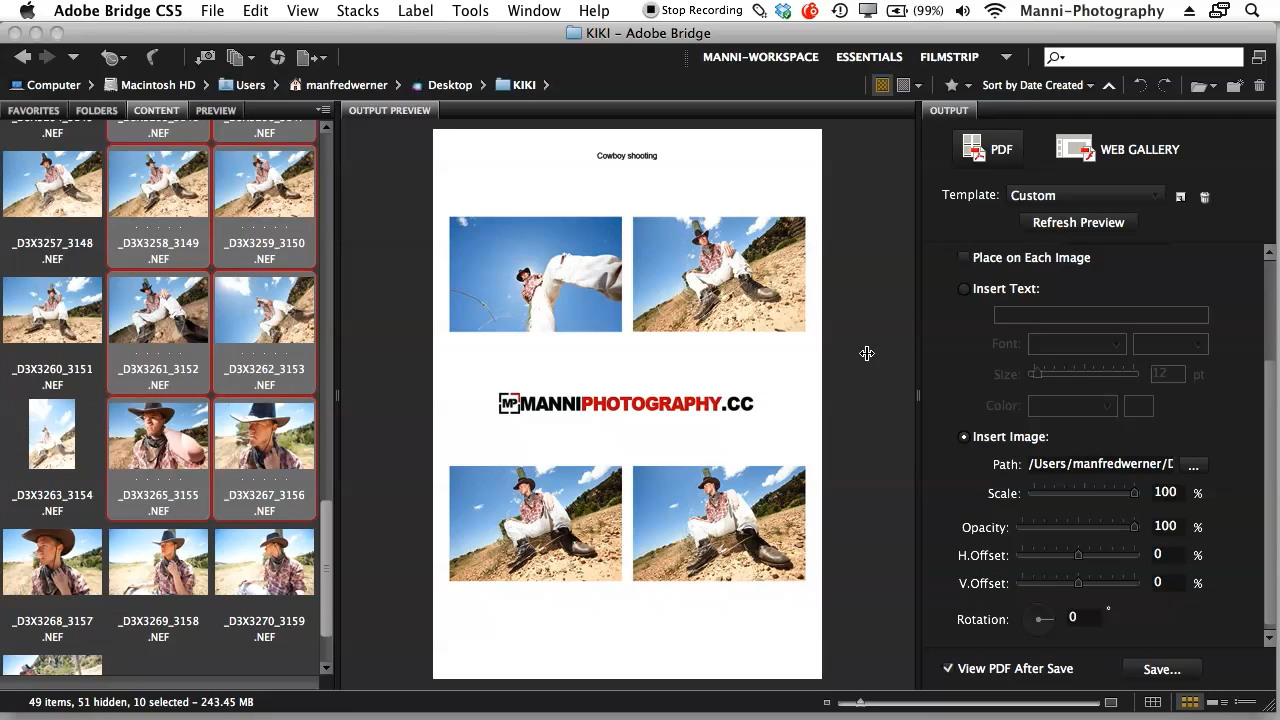 Adobe Bridge CS5 File Edit View Stacks Label Tools Window Help Stop Recording (99%) Manni-Photography
KIKI – Adobe Bridge
MANNI-WORKSPACE ESSENTIALS FILMSTRIP
Computer Macintosh HD Users manfredwerner Desktop KIKI Sort by Date Created
FAVORITES FOLDERS CONTENT PREVIEW
.NEF .NEF .NEF
_D3X3257_3148 .NEF
_D3X3258_3149 .NEF
_D3X3259_3150 .NEF
_D3X3260_3151 .NEF
_D3X3261_3152 .NEF
_D3X3262_3153 .NEF
_D3X3263_3154 .NEF
_D3X3265_3155 .NEF
_D3X3267_3156 .NEF
_D3X3268_3157 .NEF
_D3X3269_3158 .NEF
_D3X3270_3159 .NEF
OUTPUT PREVIEW
Cowboy shooting
MP MANNIPHOTOGRAPHY.CC
OUTPUT
PDF WEB GALLERY
Template: Custom
Refresh Preview
Place on Each Image
Insert Text:
Font:
Size: 12 pt
Color:
Insert Image:
Path: /Users/manfredwerner/D ...
Scale: 100 %
Opacity: 100 %
H.Offset: 0 %
V.Offset: 0 %
Rotation: 0 °
View PDF After Save Save...
49 items, 51 hidden, 10 selected – 243.45 MB